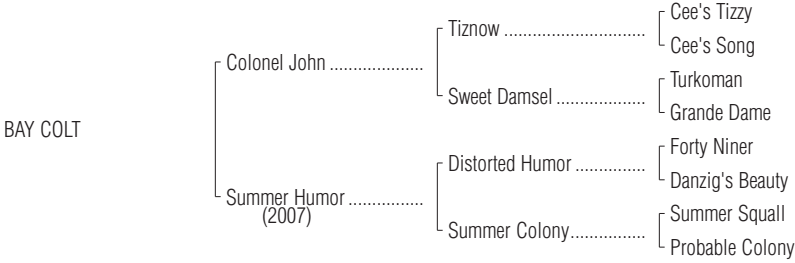 Cee's Tizzy
Tiznow ..............................
Cee's Song
Colonel John ....................
Turkoman
Sweet Damsel ...................
Grande Dame
BAY COLT
Forty Niner
Distorted Humor ...............
Danzig's Beauty
Summer Humor ................
(2007)
Summer Squall
Summer Colony................
Probable Colony